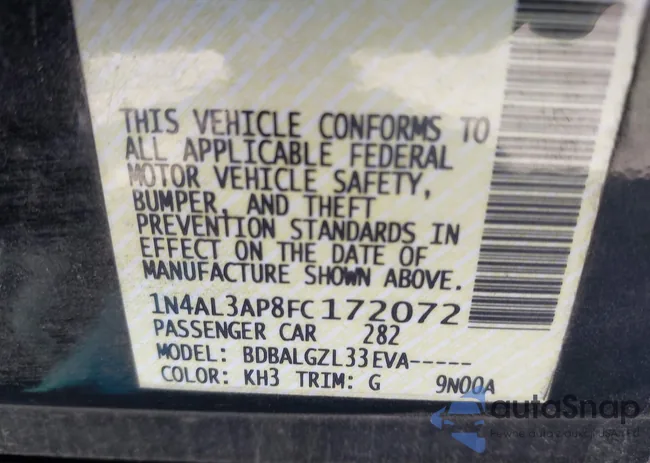 THIS VEHICLE CONFORMS TO
ALL APPLICABLE FEDERAL
MOTOR VEHICLE SAFETY,
BUMPER, AND THEFT
PREVENTION STANDARDS IN
EFFECT ON THE DATE OF
MANUFACTURE SHOWN ABOVE.
1N4AL3AP8FC172072
PASSENGER CAR 282
MODEL: BDBALGZL33EVA-----
COLOR: KH3 TRIM: G 9N00A
autoSnap